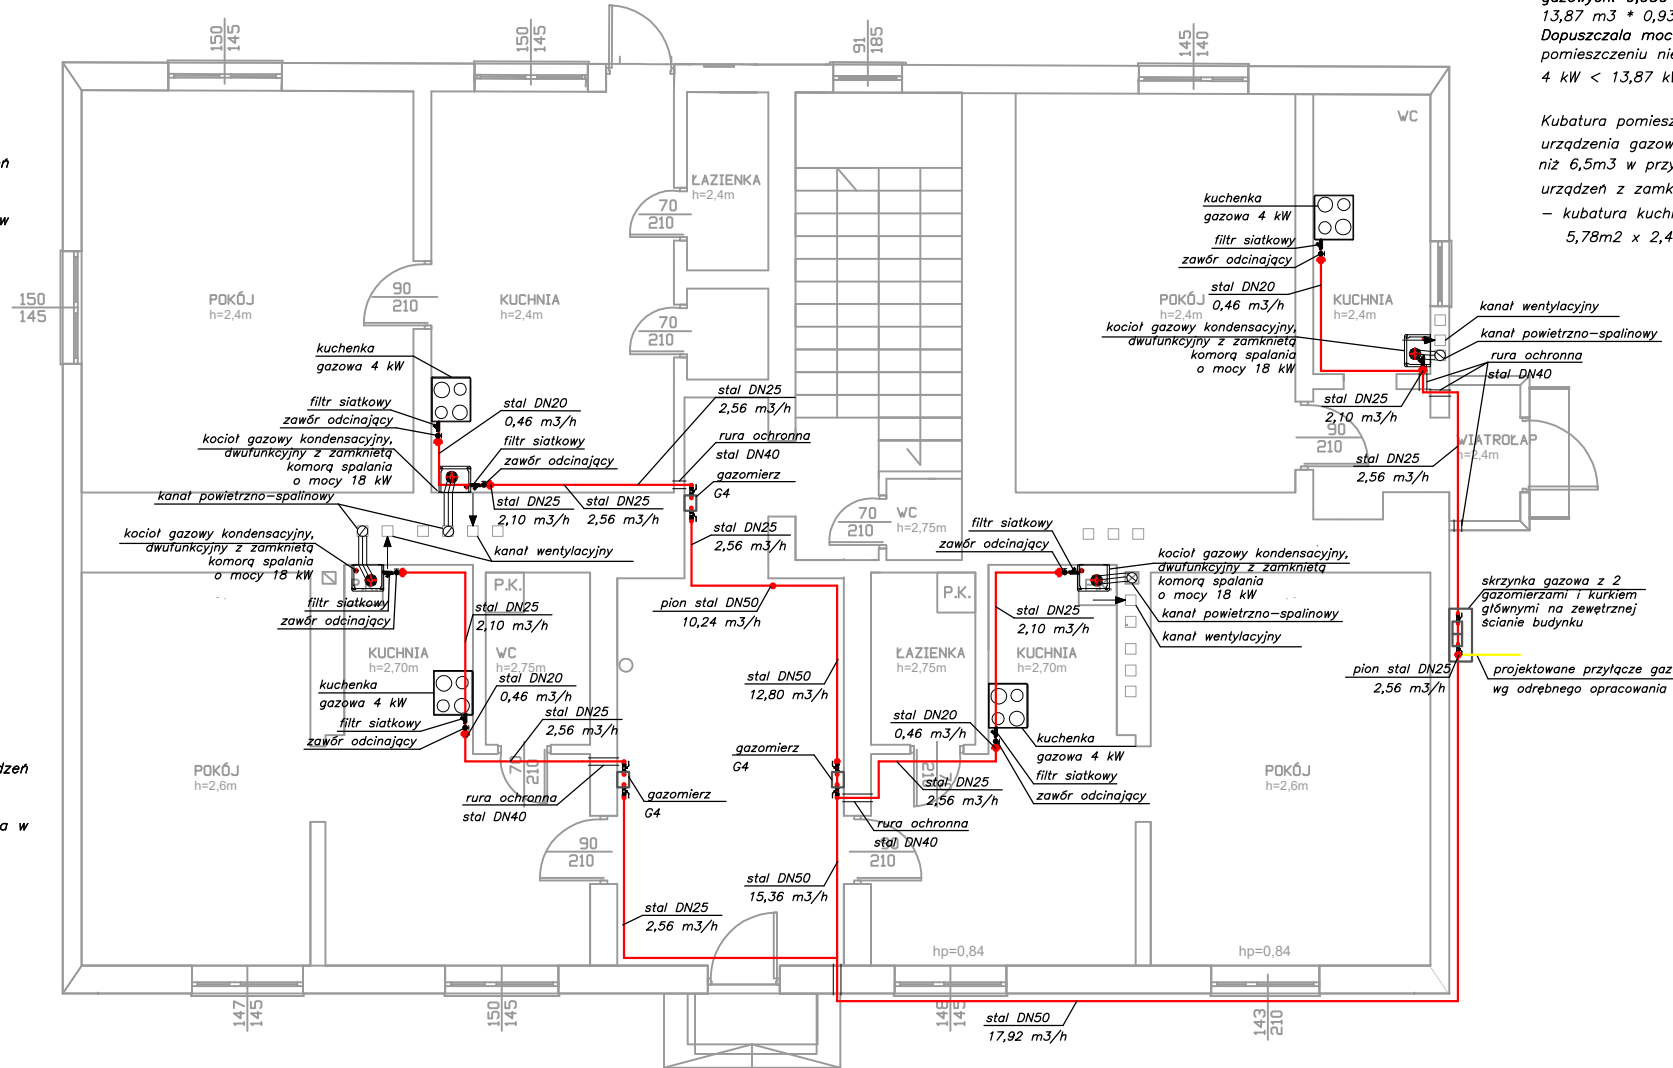 150
145
150
145
91
185
145
140
13,87 m3 * 0,93
Dopuszczala moc
pomieszczeniu nie
4 kW < 13,87 kW
Kubatura pomiesz
urządzenia gazow
niż 6,5m3 w przy
urządzeń z zamk
– kubatura kuchn
5,78m2 x 2,4
WC
ŁAZIENKA
h=2,4m
70
210
kuchenka
gazowa 4 kW
filtr siatkowy
zawór odcinający
stal DN20
0,46 m3/h
POKÓJ
h=2,4m
KUCHNIA
h=2,4m
kocioł gazowy kondensacyjny,
dwufunkcyjny z zamkniętą
komorą spalania
o mocy 18 kW
kanał wentylacyjny
kanał powietrzno-spalinowy
rura ochronna
stal DN40
stal DN25
2,10 m3/h
90
210
WIATROŁAP
h=2,4m
stal DN25
2,56 m3/h
150
145
POKÓJ
h=2,4m
90
210
KUCHNIA
h=2,4m
70
210
kuchenka
gazowa 4 kW
filtr siatkowy
zawór odcinający
kocioł gazowy kondensacyjny,
dwufunkcyjny z zamkniętą
komorą spalania
o mocy 18 kW
kanał powietrzno-spalinowy
stal DN20
0,46 m3/h
filtr siatkowy
zawór odcinający
stal DN25
2,10 m3/h
stal DN25
2,56 m3/h
stal DN25
2,56 m3/h
rura ochronna
stal DN40
gazomierz
G4
stal DN25
2,56 m3/h
kanał wentylacyjny
kocioł gazowy kondensacyjny,
dwufunkcyjny z zamkniętą
komorą spalania
o mocy 18 kW
filtr siatkowy
zawór odcinający
stal DN25
2,10 m3/h
P.K.
KUCHNIA
h=2,70m
WC
h=2,75m
kuchenka
gazowa 4 kW
filtr siatkowy
zawór odcinający
stal DN20
0,46 m3/h
stal DN25
2,56 m3/h
POKÓJ
h=2,6m
70
210
rura ochronna
stal DN40
gazomierz
G4
90
210
stal DN25
2,56 m3/h
pion stal DN50
10,24 m3/h
stal DN50
12,80 m3/h
gazomierz
G4
stal DN50
15,36 m3/h
70
210
WC
h=2,75m
filtr siatkowy
zawór odcinający
kocioł gazowy kondensacyjny,
dwufunkcyjny z zamkniętą
komorą spalania
o mocy 18 kW
kanał powietrzno-spalinowy
kanał wentylacyjny
P.K.
stal DN25
2,10 m3/h
ŁAZIENKA
h=2,75m
KUCHNIA
h=2,70m
stal DN20
0,46 m3/h
kuchenka
gazowa 4 kW
filtr siatkowy
zawór odcinający
stal DN25
2,56 m3/h
210
rura ochronna
stal DN40
210
POKÓJ
h=2,6m
skrzynka gazowa z 2
gazomierzami i kurkiem
głównymi na zewętrznej
ścianie budynku
pion stal DN25
2,56 m3/h
projektowane przyłącze gaz
wg odrębnego opracowania
hp=0,84
hp=0,84
147
145
150
145
145
143
210
stal DN50
17,92 m3/h